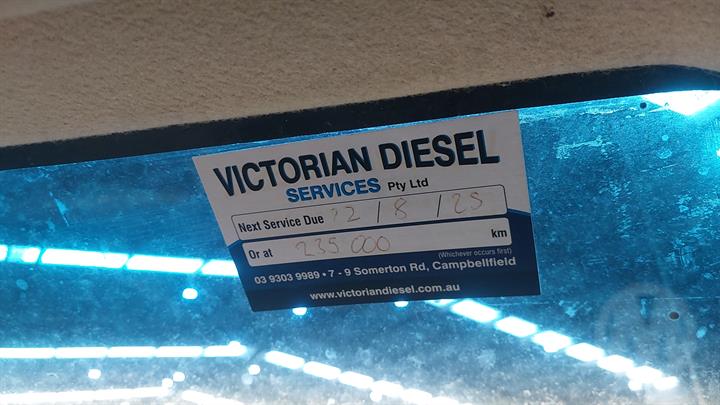 VICTORIAN DIESEL
SERVICES Pty Ltd
Next Service Due 22 / 8 / 25
Or at 235 000 km
(Whichever occurs first)
03 9303 9989 • 7 - 9 Somerton Rd, Campbellfield
www.victoriandiesel.com.au